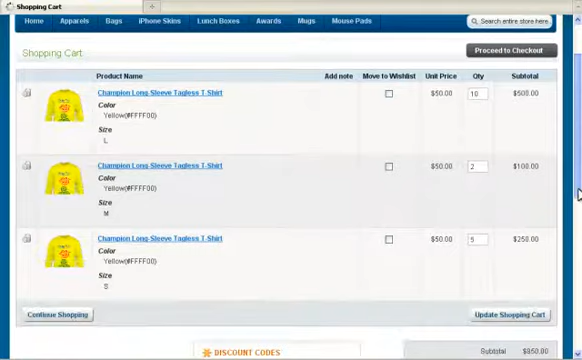 Shopping Cart
Home Apparels Bags iPhone Skins Lunch Boxes Awards Mugs Mouse Pads Search entire store here...
Shopping Cart Proceed to Checkout
Product Name Add note Move to Wishlist Unit Price Qty Subtotal
Champion Long-Sleeve Tagless T-Shirt $50.00 10 $500.00
Color
Yellow(#FFFF00)
Size
L
Champion Long-Sleeve Tagless T-Shirt $50.00 2 $100.00
Color
Yellow(#FFFF00)
Size
M
Champion Long-Sleeve Tagless T-Shirt $50.00 5 $250.00
Color
Yellow(#FFFF00)
Size
S
Continue Shopping Update Shopping Cart
DISCOUNT CODES Subtotal $850.00